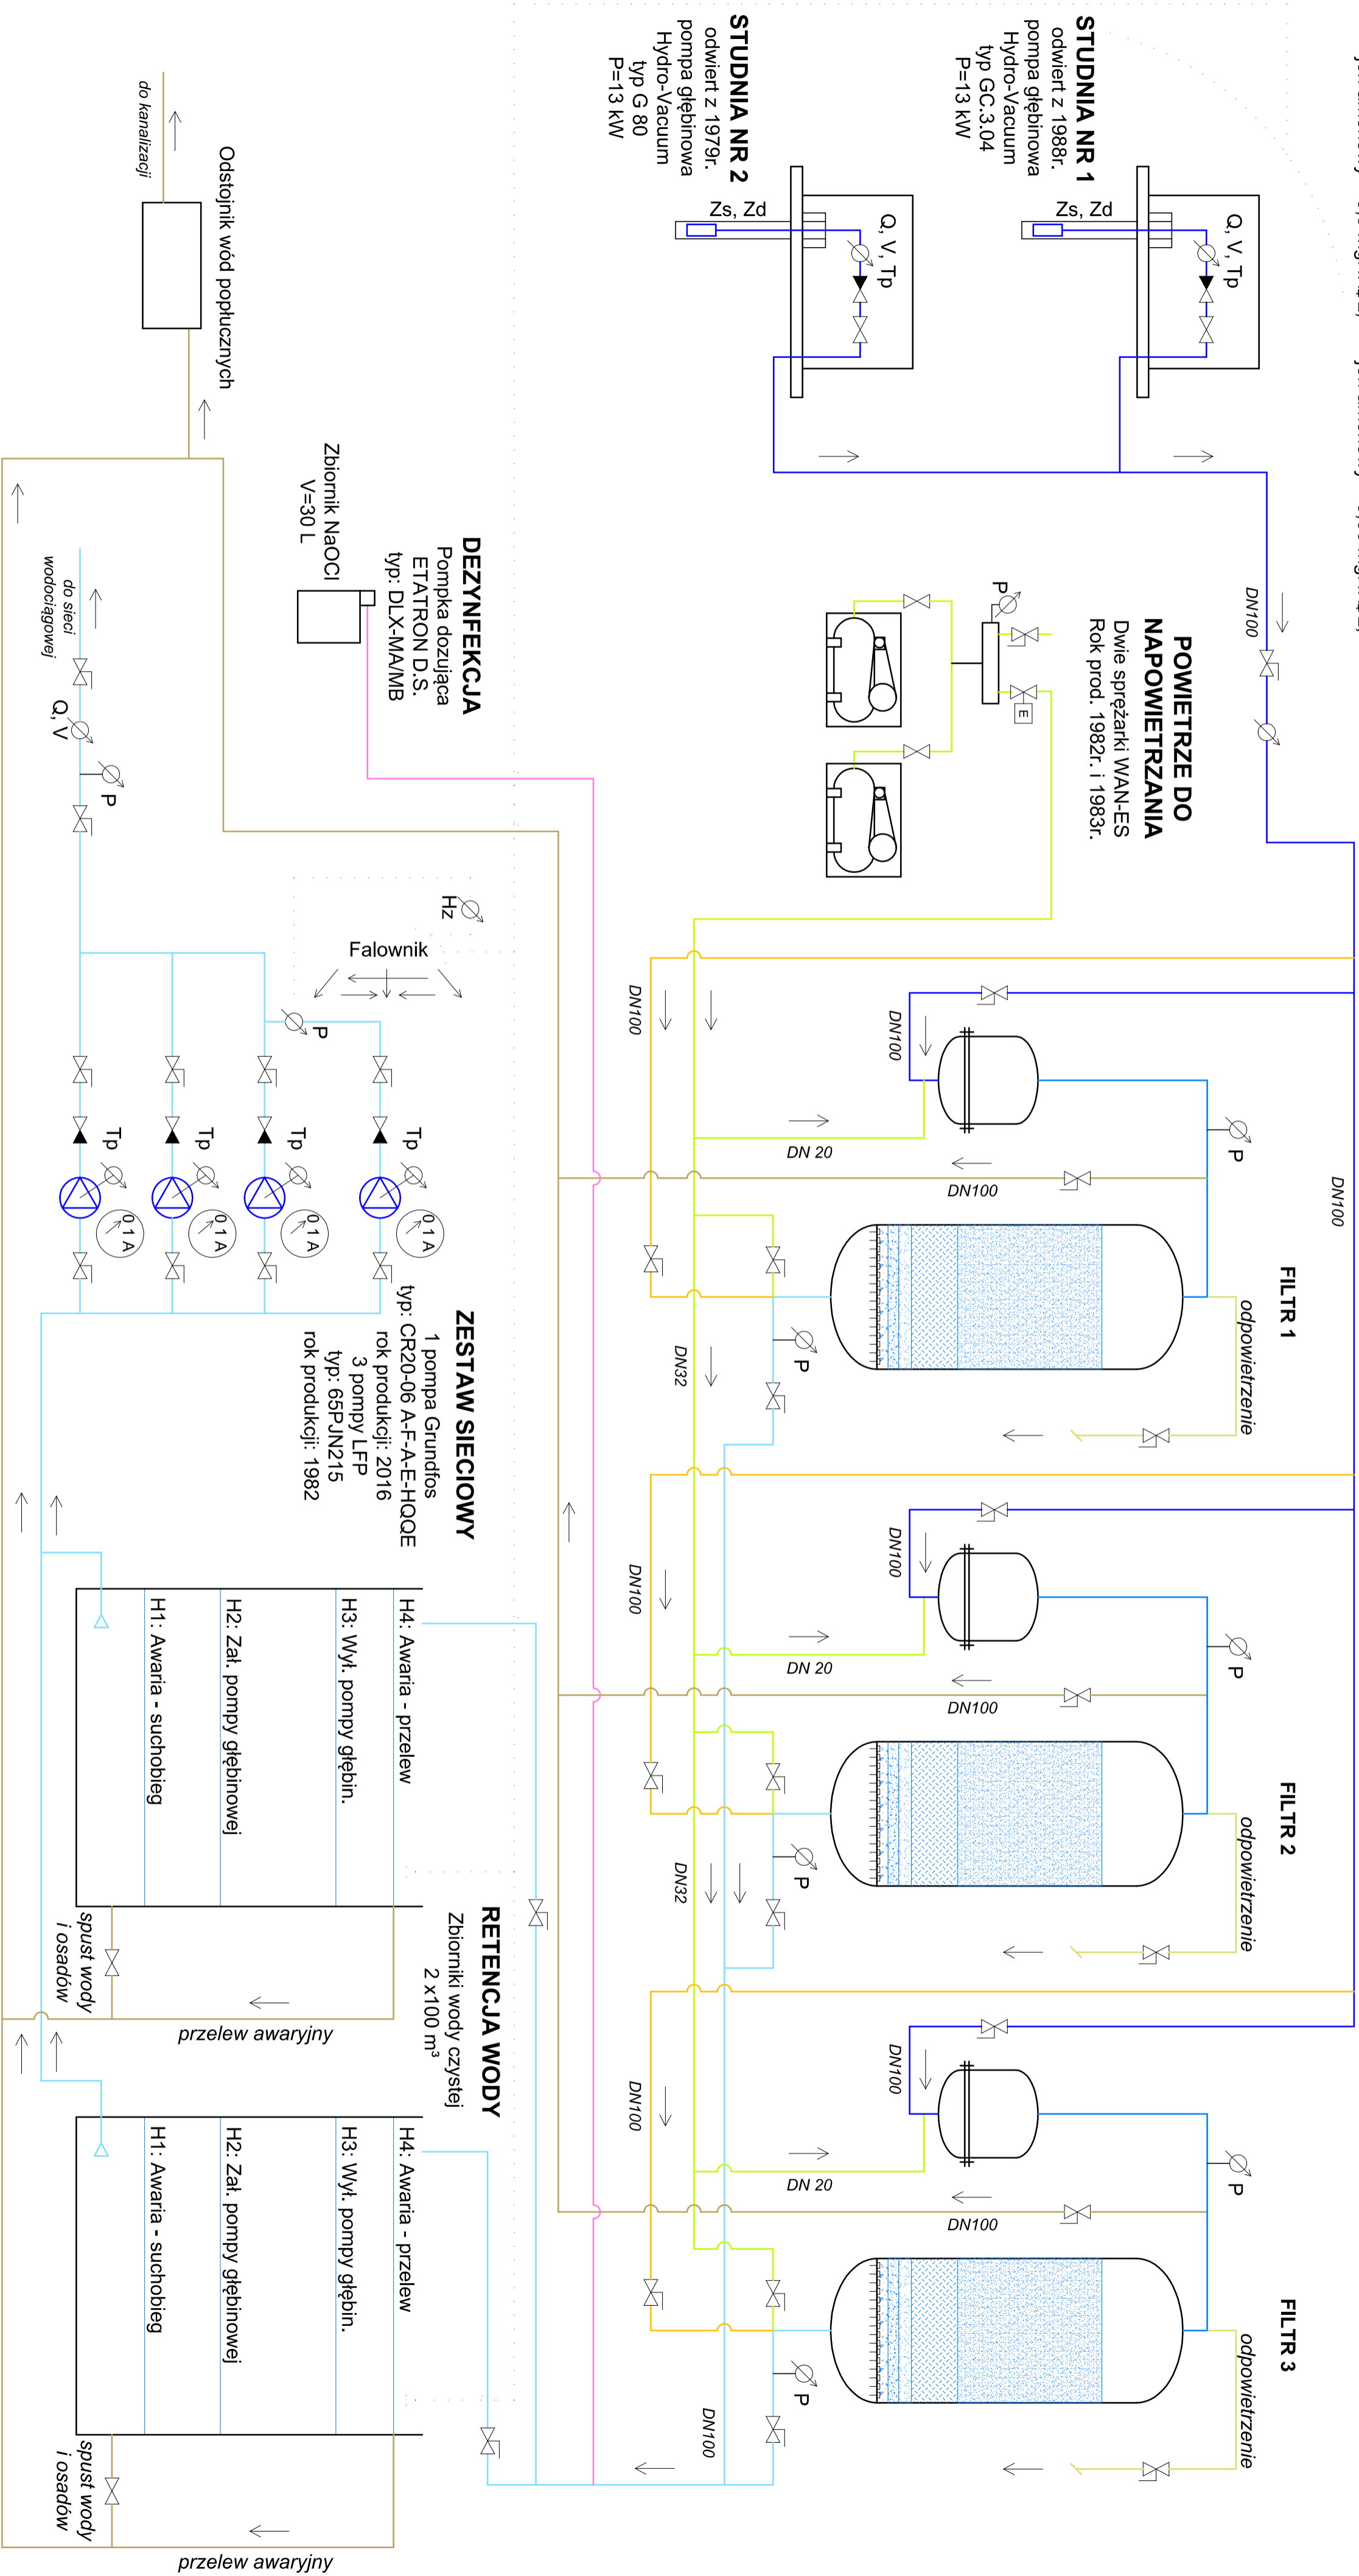 STUDNIA NR 1
odwiert z 1988r.
pompa głębinowa
Hydro-Vacuum
typ GC.3.04
P=13 kW
Q, V, Tp
Zs, Zd
STUDNIA NR 2
odwiert z 1979r.
pompa głębinowa
Hydro-Vacuum
typ G 80
P=13 kW
Q, V, Tp
Zs, Zd
DN100
DN100
POWIETRZE DO
NAPOWIETRZANIA
Dwie sprężarki WAN-ES
Rok prod. 1982r. i 1983r.
P
E
FILTR 1
odpowietrzenie
P
DN100
DN 20
DN100
DN100
P
DN32
FILTR 2
odpowietrzenie
P
DN100
DN 20
DN100
DN100
P
DN32
FILTR 3
odpowietrzenie
P
DN100
DN 20
DN100
DN100
P
DN100
DEZYNFEKCJA
Pompka dozująca
ETATRON D.S.
typ: DLX-MA/MB
Zbiornik NaOCl
V=30 L
Odstojnik wód popłucznych
do kanalizacji
do sieci
wodociągowej
Q, V
P
Hz
Falownik
P
Tp
0 1 A
Tp
0 1 A
Tp
0 1 A
Tp
0 1 A
ZESTAW SIECIOWY
1 pompa Grundfos
typ: CR20-06 A-F-A-E-HQQE
rok produkcji: 2016
3 pompy LFP
typ: 65PJN215
rok produkcji: 1982
RETENCJA WODY
Zbiorniki wody czystej
2 x100 m³
H4: Awaria - przelew
H3: Wył. pompy głębin.
H2: Zał. pompy głębinowej
H1: Awaria - suchobieg
spust wody
i osadów
przelew awaryjny
H4: Awaria - przelew
H3: Wył. pompy głębin.
H2: Zał. pompy głębinowej
H1: Awaria - suchobieg
spust wody
i osadów
przelew awaryjny